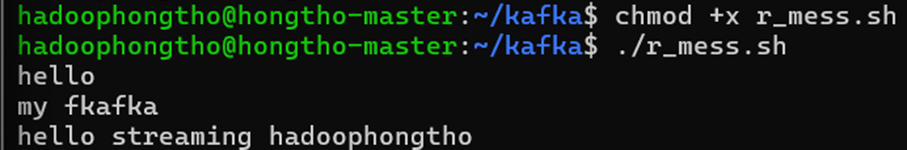 hadoophongtho@hongtho-master:~/kafka$ chmod +x r_mess.sh
hadoophongtho@hongtho-master:~/kafka$ ./r_mess.sh
hello
my fkafka
hello streaming hadoophongtho